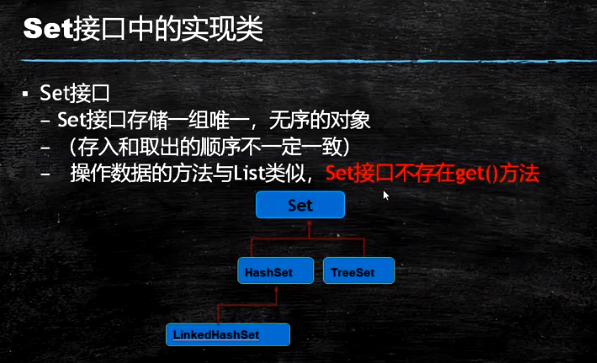 Set接口中的实现类
▪ Set接口
– Set接口存储一组唯一，无序的对象
– （存入和取出的顺序不一定一致）
– 操作数据的方法与List类似，Set接口不存在get()方法
Set
HashSet TreeSet
LinkedHashSet